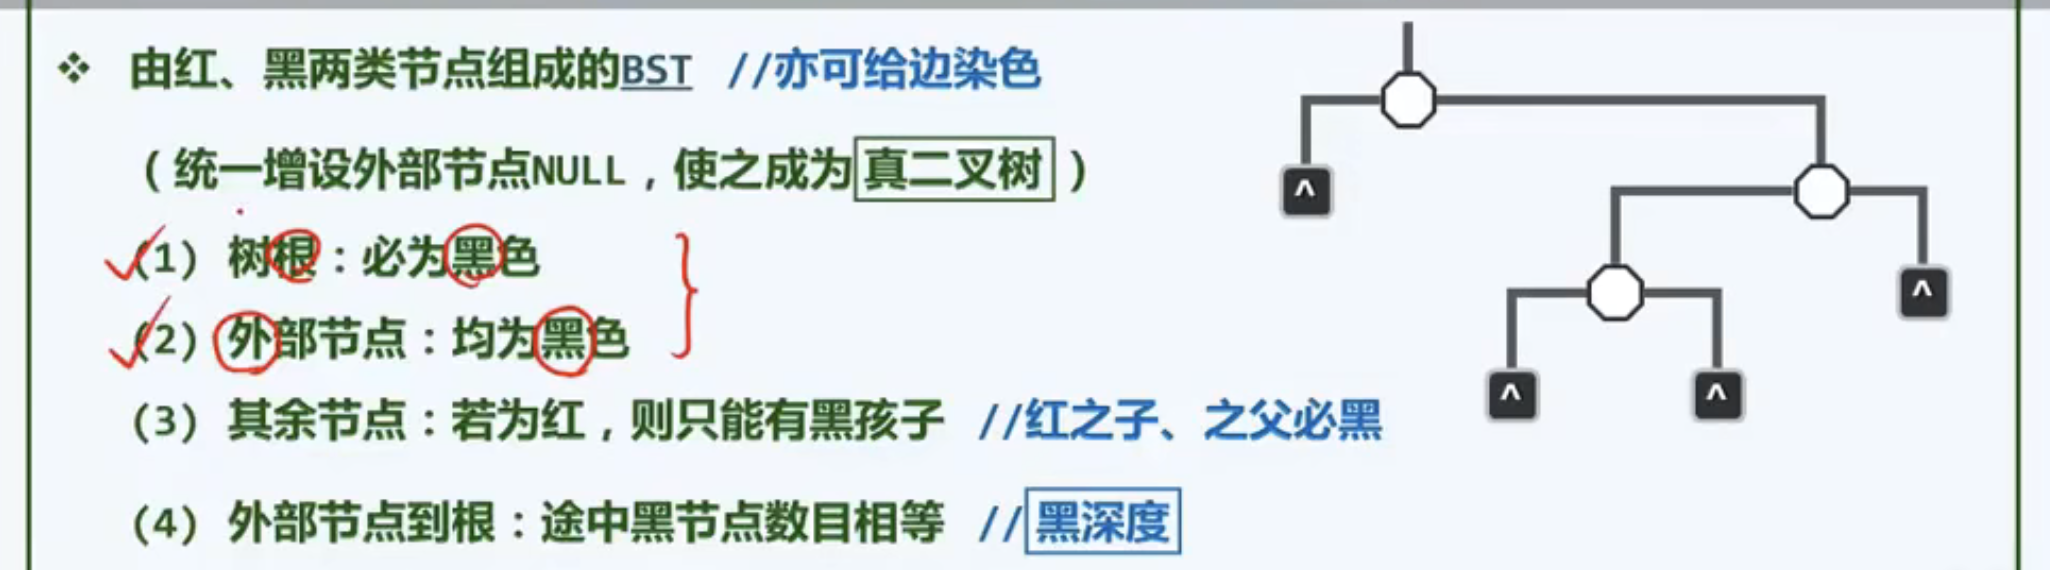 ❖ 由红、黑两类节点组成的BST //亦可给边染色
（统一增设外部节点NULL，使之成为真二叉树）
(1) 树根：必为黑色
(2) 外部节点：均为黑色
(3) 其余节点：若为红，则只能有黑孩子 //红之子、之父必黑
(4) 外部节点到根：途中黑节点数目相等 //黑深度
^
^
^
^